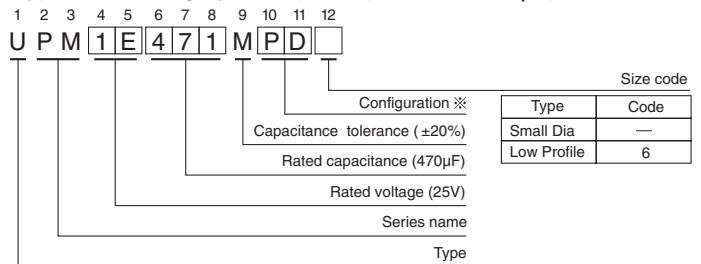 1 2 3 4 5 6 7 8 9 10 11 12
U P M 1 E 4 7 1 M P D
Size code
Configuration ※
Capacitance tolerance ( ±20%)
Rated capacitance (470µF)
Rated voltage (25V)
Series name
Type
Type Code
Small Dia —
Low Profile 6